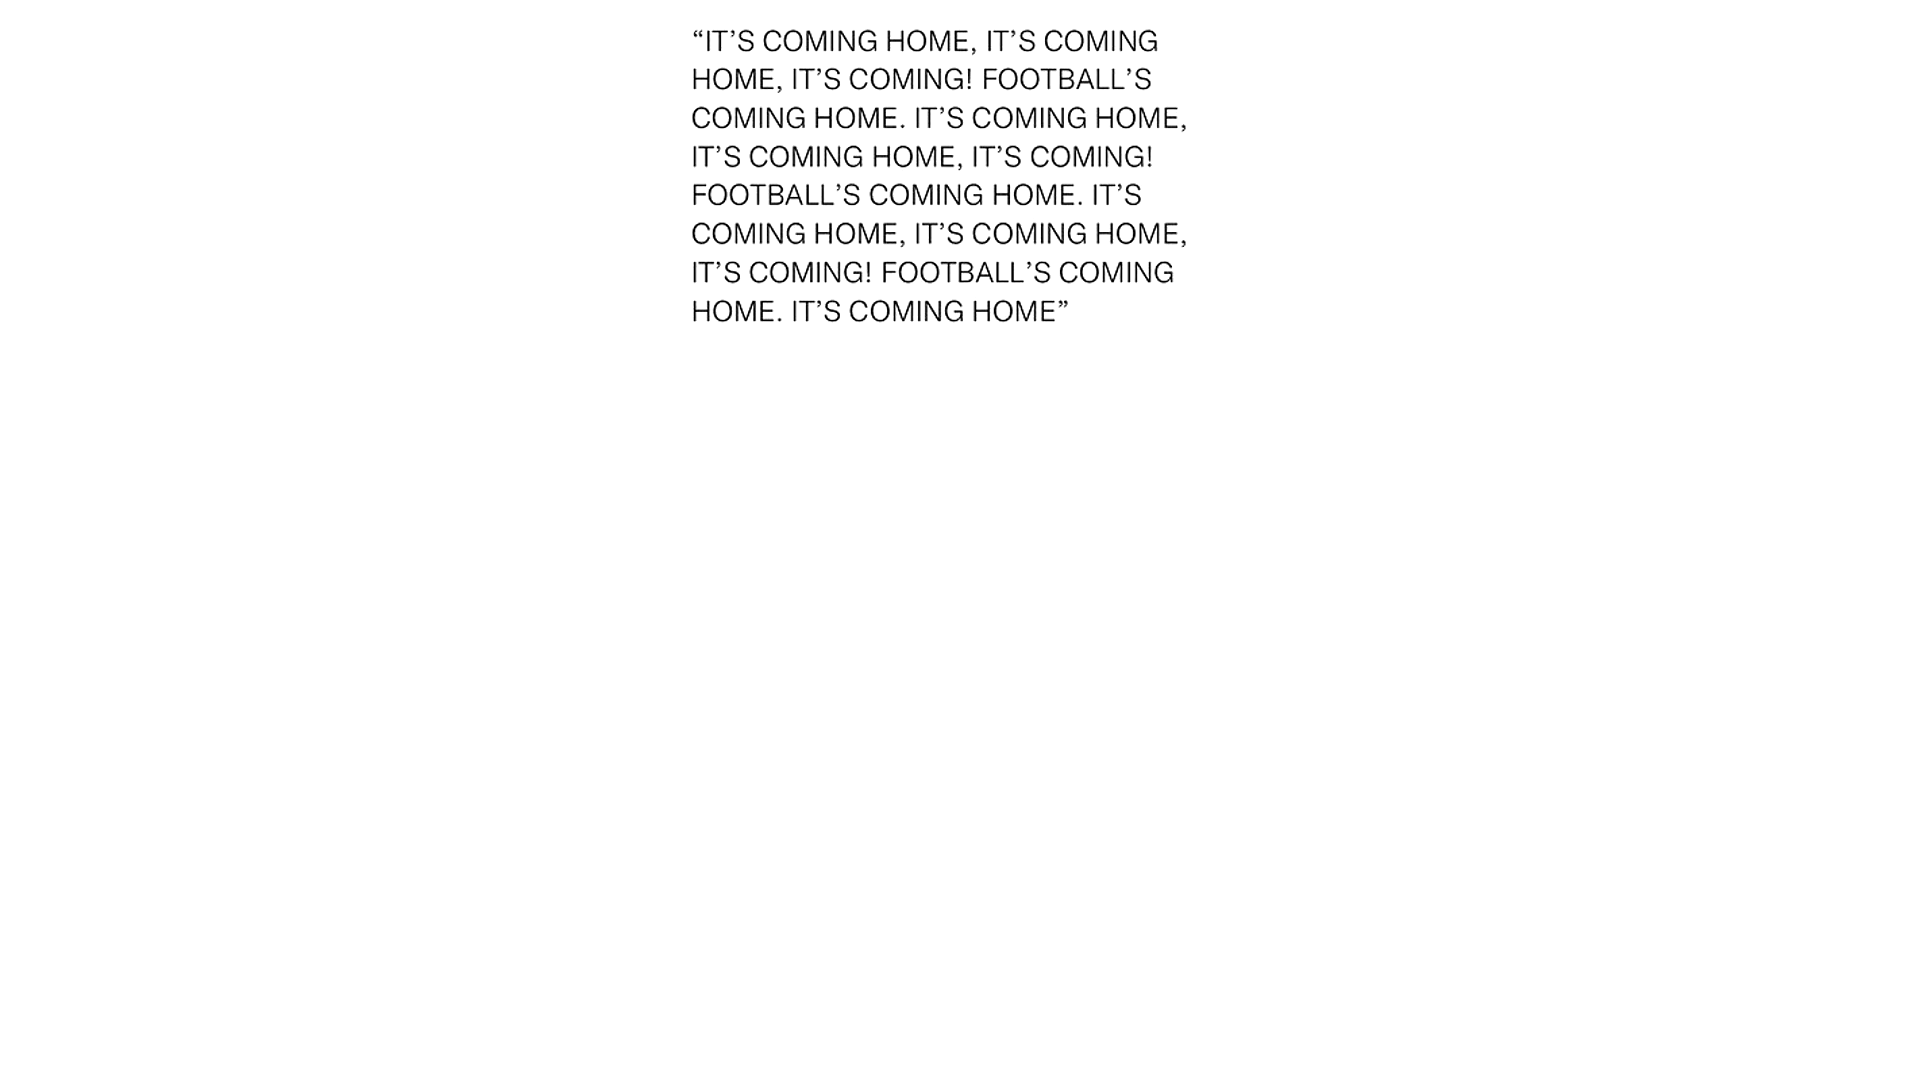 “IT’S COMING HOME, IT’S COMING
HOME, IT’S COMING! FOOTBALL’S
COMING HOME. IT’S COMING HOME,
IT’S COMING HOME, IT’S COMING!
FOOTBALL’S COMING HOME. IT’S
COMING HOME, IT’S COMING HOME,
IT’S COMING! FOOTBALL’S COMING
HOME. IT’S COMING HOME”